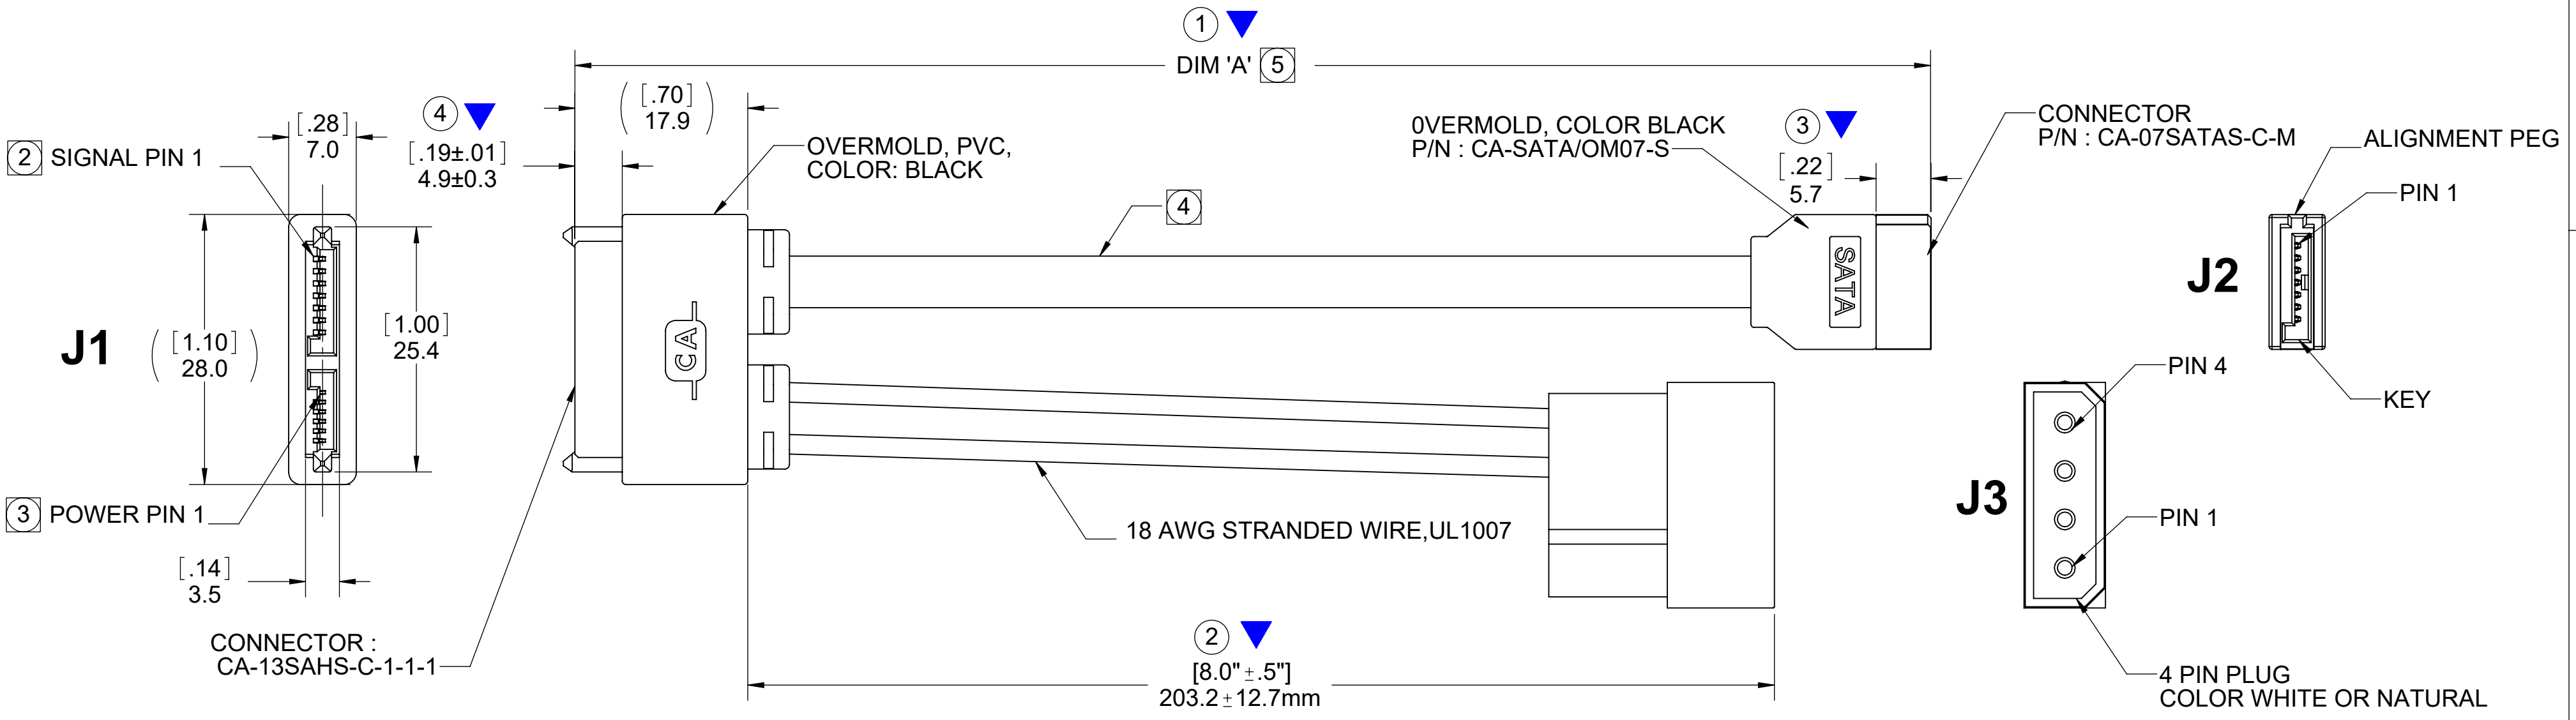 1
DIM 'A' 5
[.70]
17.9
4
[.19±.01]
4.9±0.3
[.28]
7.0
2 SIGNAL PIN 1
OVERMOLD, PVC,
COLOR: BLACK
0VERMOLD, COLOR BLACK
P/N : CA-SATA/OM07-S
3
[.22]
5.7
CONNECTOR
P/N : CA-07SATAS-C-M
ALIGNMENT PEG
PIN 1
4
SATA
J2
J1
[1.10]
28.0
[1.00]
25.4
CA
PIN 4
KEY
3 POWER PIN 1
18 AWG STRANDED WIRE,UL1007
J3
PIN 1
[.14]
3.5
CONNECTOR :
CA-13SAHS-C-1-1-1
2
[8.0"±.5"]
203.2±12.7mm
4 PIN PLUG
COLOR WHITE OR NATURAL